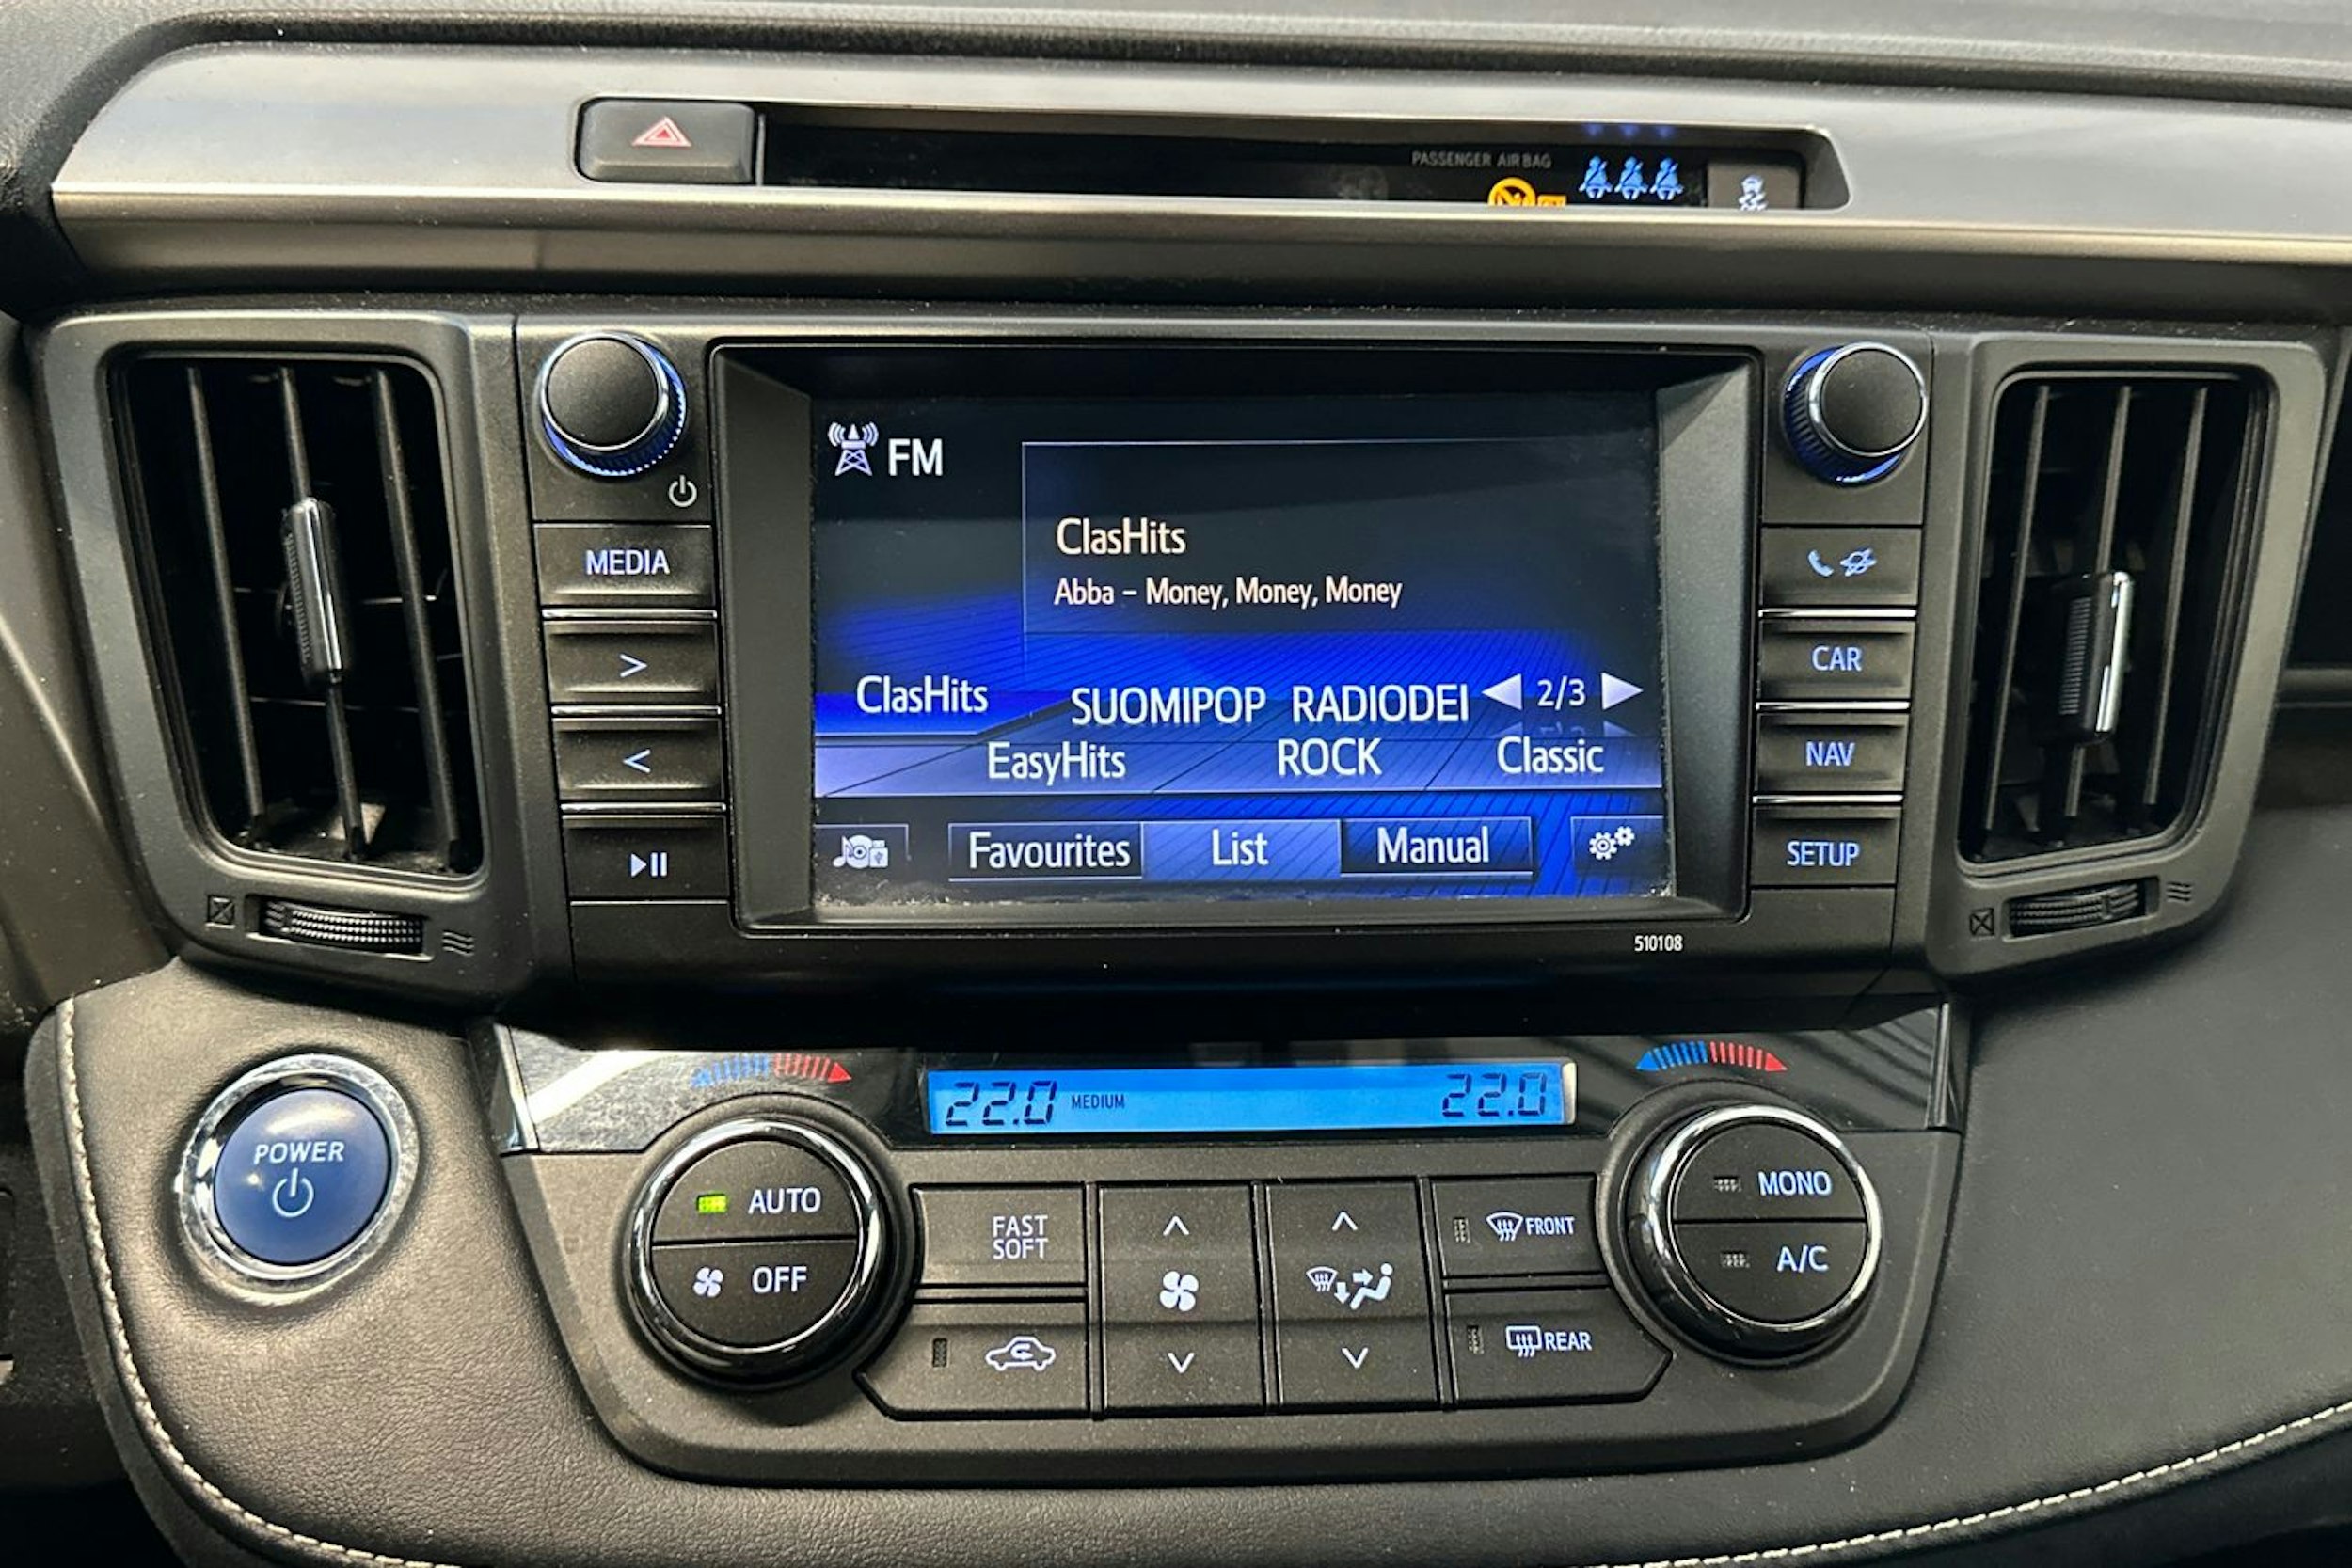 PASSENGER AIR BAG
FM
ClasHits
Abba - Money, Money, Money
ClasHits SUOMIPOP RADIODEI 2/3
EasyHits ROCK Classic
Favourites List Manual
MEDIA
>
<
CAR
NAV
SETUP
510108
22.0 MEDIUM 22.0
POWER
AUTO
OFF
FAST
SOFT
FRONT
REAR
MONO
A/C